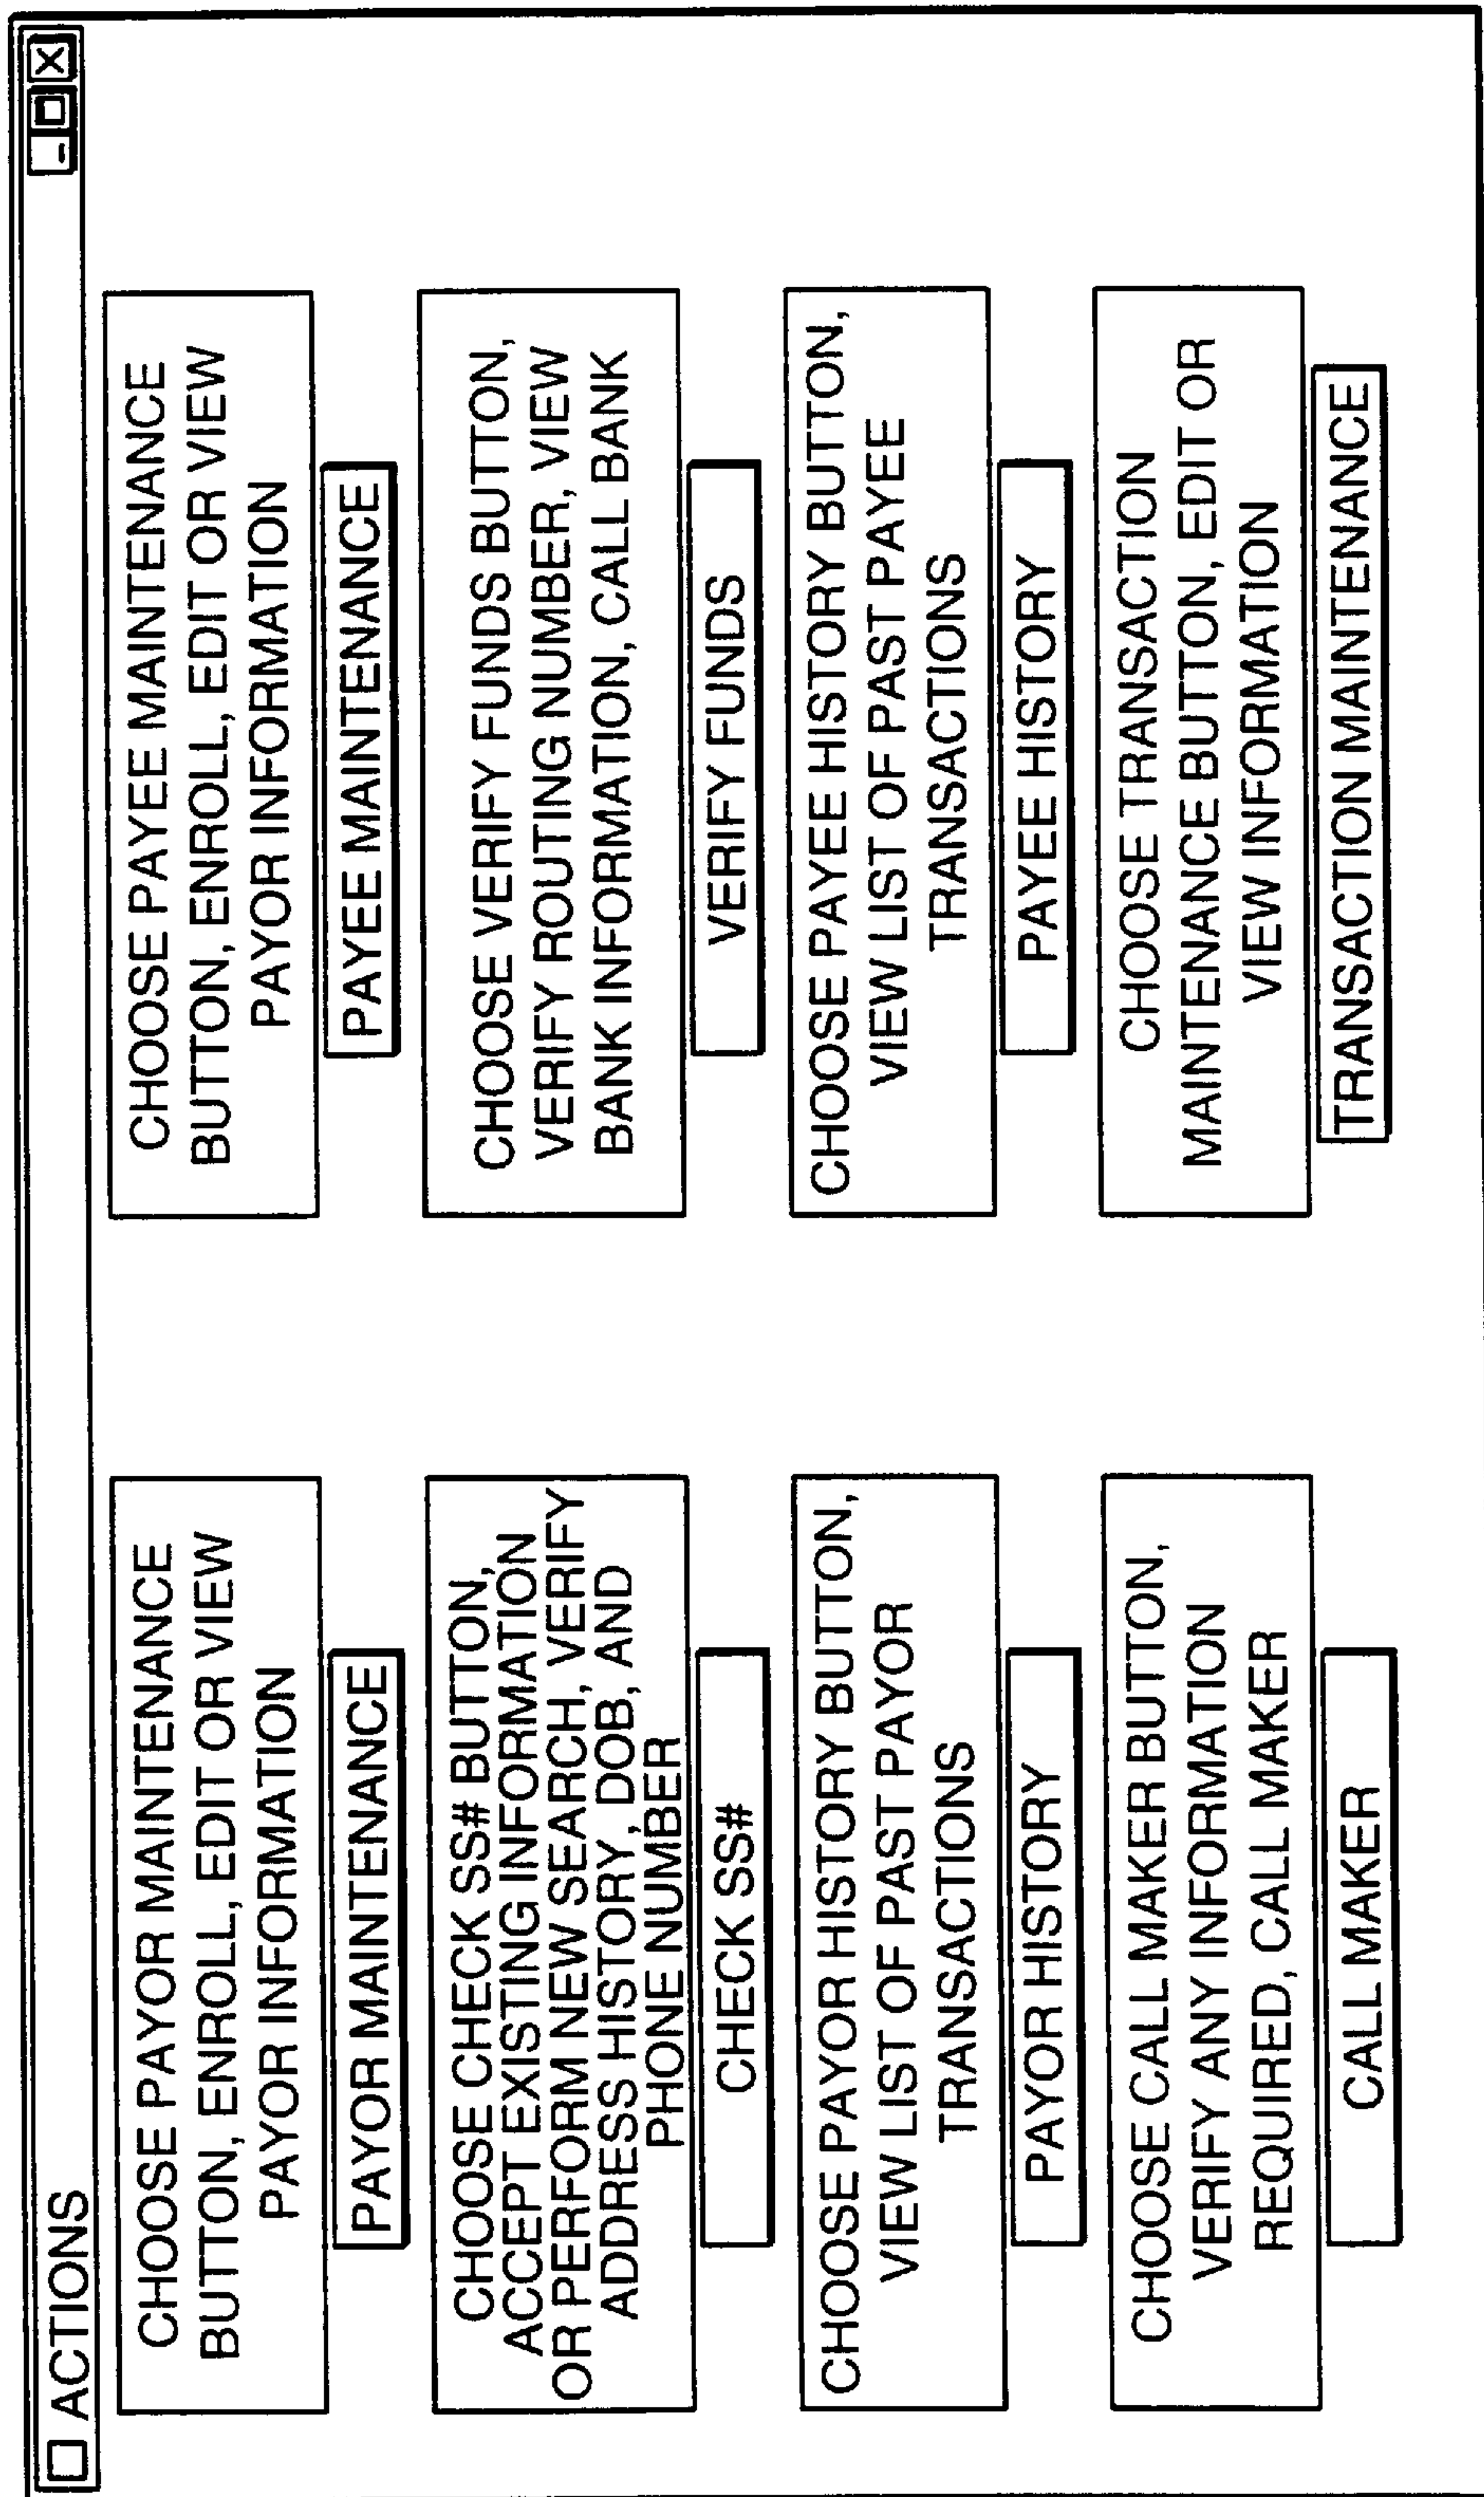 ACTIONS
CHOOSE PAYOR MAINTENANCE
BUTTON, ENROLL, EDIT OR VIEW
PAYOR INFORMATION
PAYOR MAINTENANCE
CHOOSE CHECK SS# BUTTON,
ACCEPT EXISTING INFORMATION
OR PERFORM NEW SEARCH, VERIFY
ADDRESS HISTORY, DOB, AND
PHONE NUMBER
CHECK SS#
CHOOSE PAYOR HISTORY BUTTON,
VIEW LIST OF PAST PAYOR
TRANSACTIONS
PAYOR HISTORY
CHOOSE CALL MAKER BUTTON,
VERIFY ANY INFORMATION
REQUIRED, CALL MAKER
CALL MAKER
CHOOSE PAYEE MAINTENANCE
BUTTON, ENROLL, EDIT OR VIEW
PAYOR INFORMATION
PAYEE MAINTENANCE
CHOOSE VERIFY FUNDS BUTTON,
VERIFY ROUTING NUMBER, VIEW
BANK INFORMATION, CALL BANK
VERIFY FUNDS
CHOOSE PAYEE HISTORY BUTTON,
VIEW LIST OF PAST PAYEE
TRANSACTIONS
PAYEE HISTORY
CHOOSE TRANSACTION
MAINTENANCE BUTTON, EDIT OR
VIEW INFORMATION
TRANSACTION MAINTENANCE